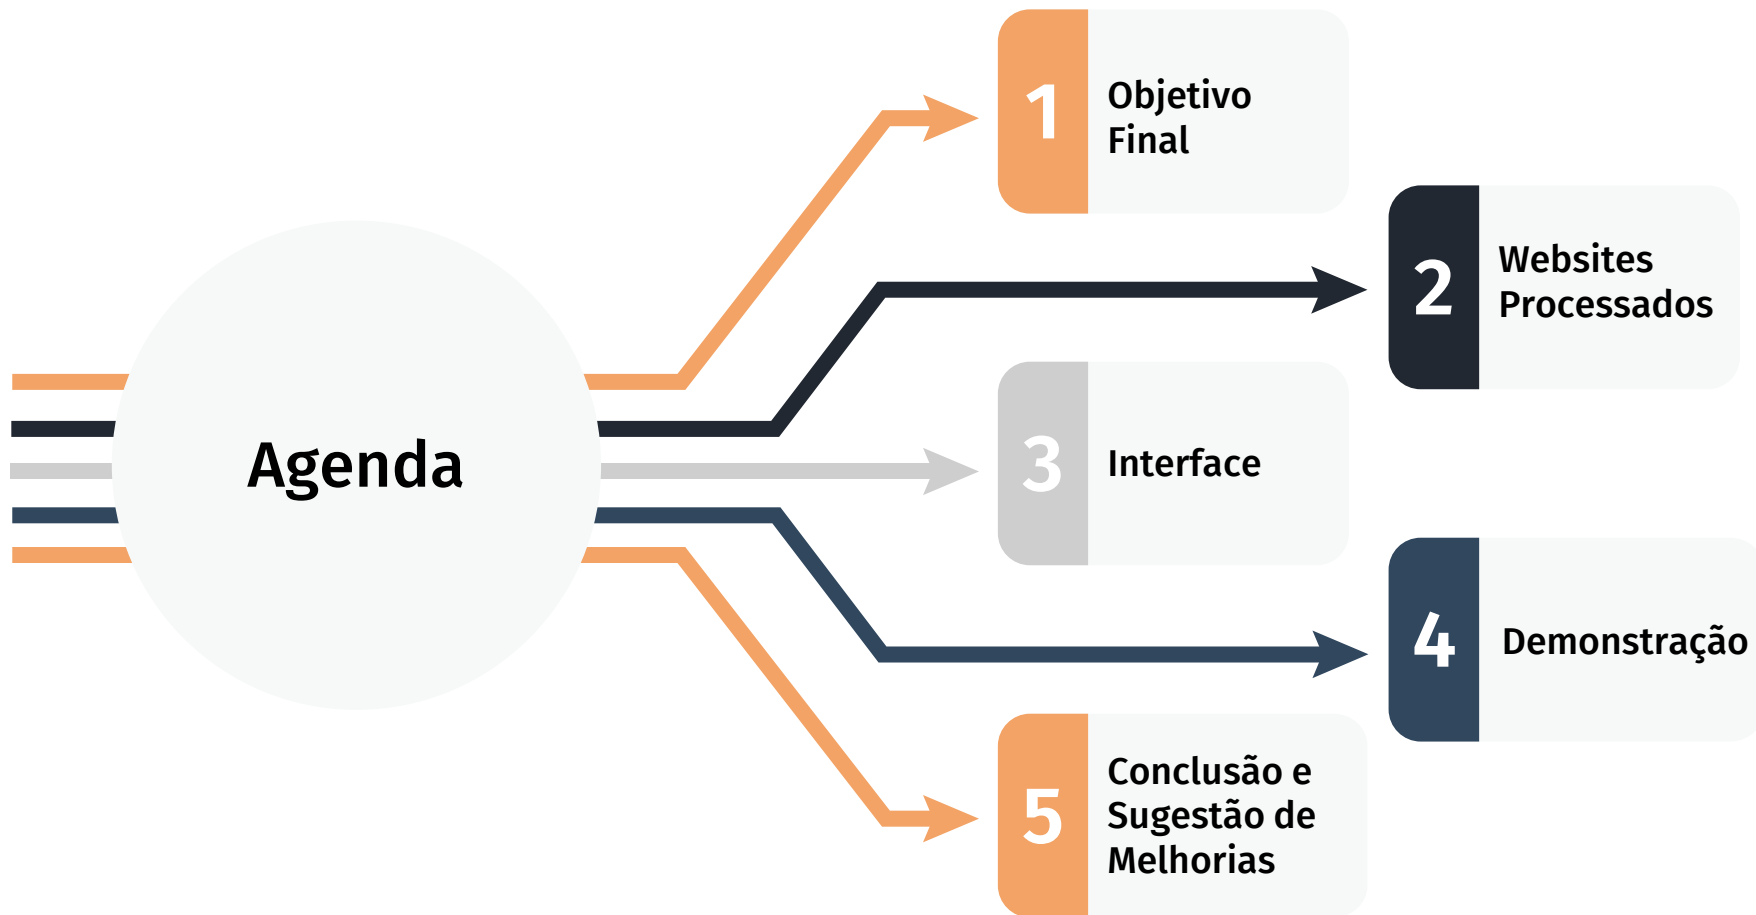 Agenda
1
Objetivo
Final
2
Websites
Processados
3
Interface
4
Demonstração
5
Conclusão e
Sugestão de
Melhorias